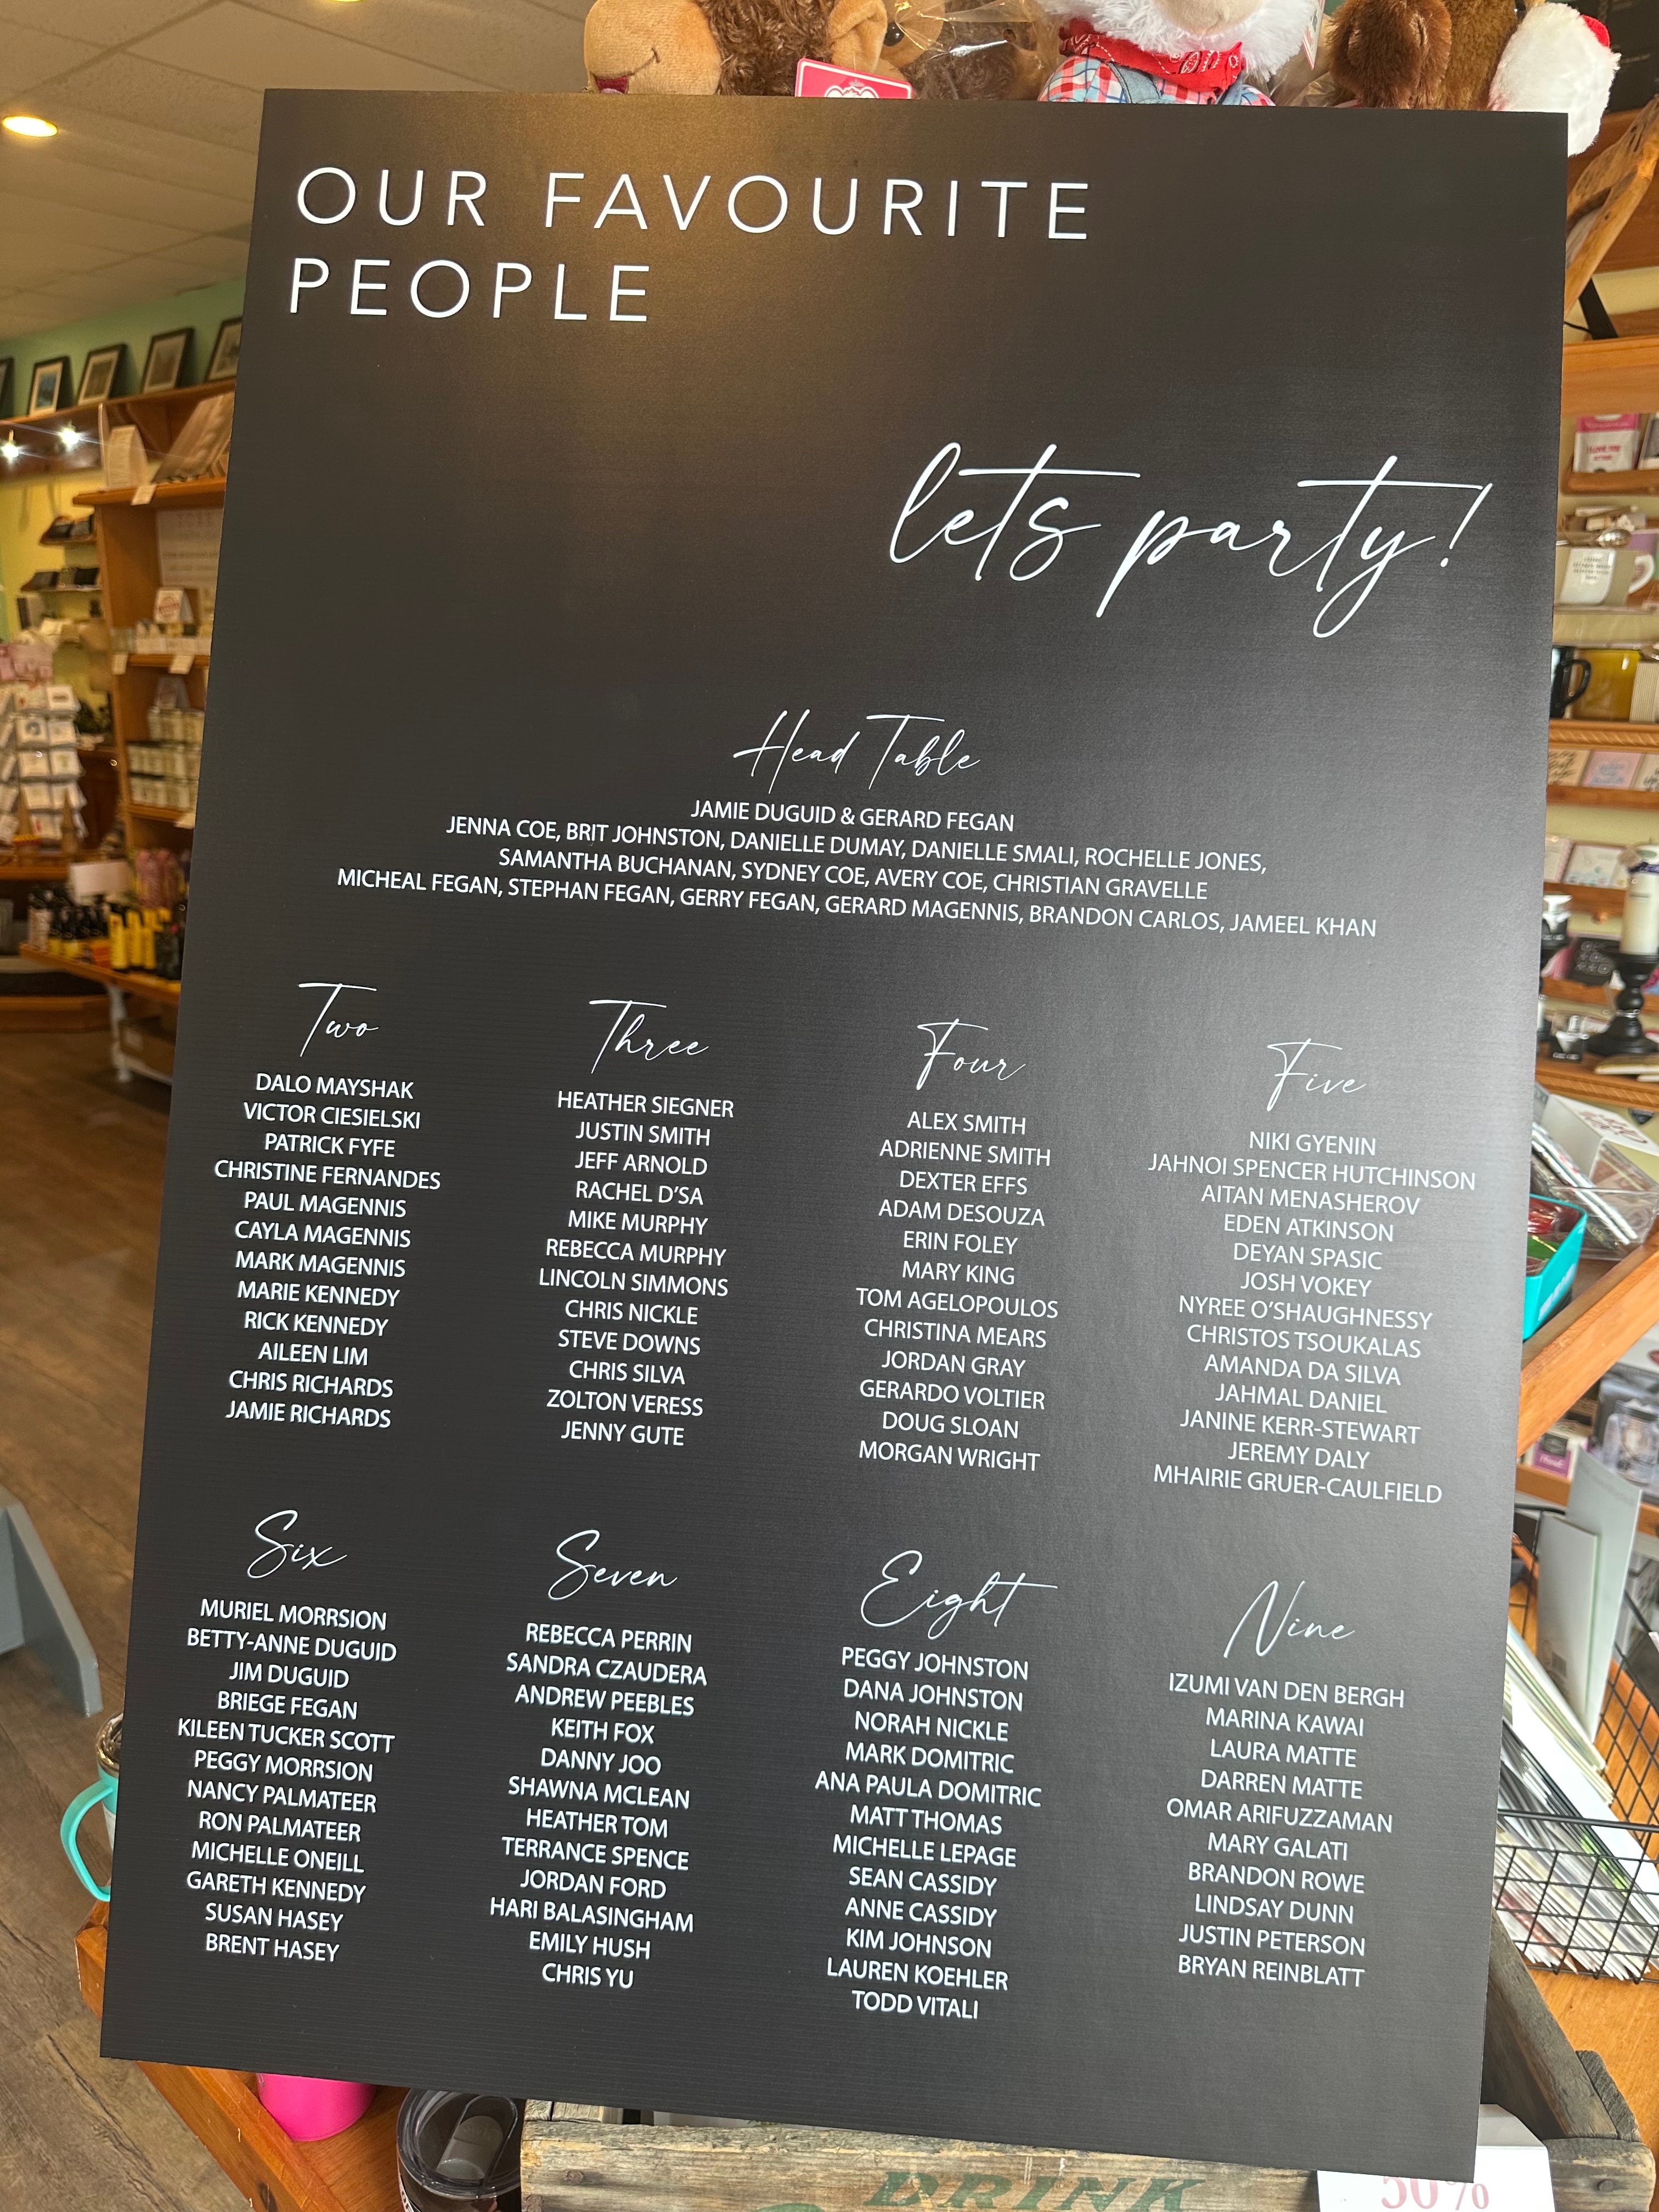 OUR FAVOURITE
PEOPLE
lets party!
Head Table
JAMIE DUGUID & GERARD FEGAN
JENNA COE, BRIT JOHNSTON, DANIELLE DUMAY, DANIELLE SMALI, ROCHELLE JONES,
SAMANTHA BUCHANAN, SYDNEY COE, AVERY COE, CHRISTIAN GRAVELLE
MICHEAL FEGAN, STEPHAN FEGAN, GERRY FEGAN, GERARD MAGENNIS, BRANDON CARLOS, JAMEEL KHAN
Two
DALO MAYSHAK
VICTOR CIESIELSKI
PATRICK FYFE
CHRISTINE FERNANDES
PAUL MAGENNIS
CAYLA MAGENNIS
MARK MAGENNIS
MARIE KENNEDY
RICK KENNEDY
AILEEN LIM
CHRIS RICHARDS
JAMIE RICHARDS
Three
HEATHER SIEGNER
JUSTIN SMITH
JEFF ARNOLD
RACHEL D'SA
MIKE MURPHY
REBECCA MURPHY
LINCOLN SIMMONS
CHRIS NICKLE
STEVE DOWNS
CHRIS SILVA
ZOLTON VERESS
JENNY GUTE
Four
ALEX SMITH
ADRIENNE SMITH
DEXTER EFFS
ADAM DESOUZA
ERIN FOLEY
MARY KING
TOM AGELOPOULOS
CHRISTINA MEARS
JORDAN GRAY
GERARDO VOLTIER
DOUG SLOAN
MORGAN WRIGHT
Five
NIKI GYENIN
JAHNOI SPENCER HUTCHINSON
AITAN MENASHEROV
EDEN ATKINSON
DEYAN SPASIC
JOSH VOKEY
NYREE O'SHAUGHNESSY
CHRISTOS TSOUKALAS
AMANDA DA SILVA
JAHMAL DANIEL
JANINE KERR-STEWART
JEREMY DALY
MHAIRIE GRUER-CAULFIELD
Six
MURIEL MORRSION
BETTY-ANNE DUGUID
JIM DUGUID
BRIEGE FEGAN
KILEEN TUCKER SCOTT
PEGGY MORRSION
NANCY PALMATEER
RON PALMATEER
MICHELLE ONEILL
GARETH KENNEDY
SUSAN HASEY
BRENT HASEY
Seven
REBECCA PERRIN
SANDRA CZAUDERA
ANDREW PEEBLES
KEITH FOX
DANNY JOO
SHAWNA MCLEAN
HEATHER TOM
TERRANCE SPENCE
JORDAN FORD
HARI BALASINGHAM
EMILY HUSH
CHRIS YU
Eight
PEGGY JOHNSTON
DANA JOHNSTON
NORAH NICKLE
MARK DOMITRIC
ANA PAULA DOMITRIC
MATT THOMAS
MICHELLE LEPAGE
SEAN CASSIDY
ANNE CASSIDY
KIM JOHNSON
LAUREN KOEHLER
TODD VITALI
Nine
IZUMI VAN DEN BERGH
MARINA KAWAI
LAURA MATTE
DARREN MATTE
OMAR ARIFUZZAMAN
MARY GALATI
BRANDON ROWE
LINDSAY DUNN
JUSTIN PETERSON
BRYAN REINBLATT
DRINK
50%